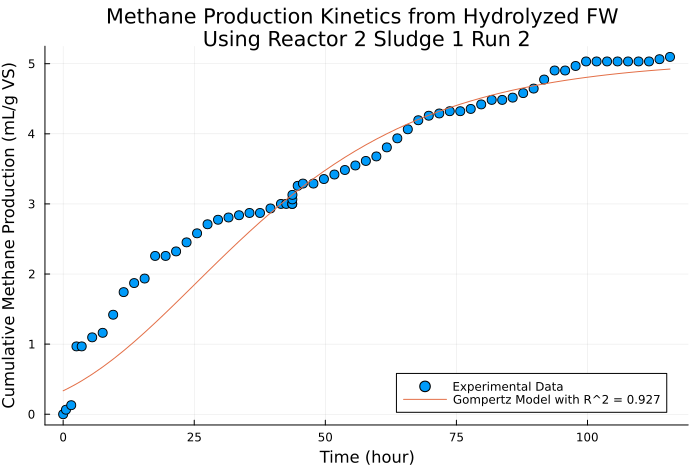 Methane Production Kinetics from Hydrolyzed FW
Using Reactor 2 Sludge 1 Run 2
Cumulative Methane Production (mL/g VS)
5
4
3
2
1
0
Experimental Data
Gompertz Model with R^2 = 0.927
0 25 50 75 100
Time (hour)